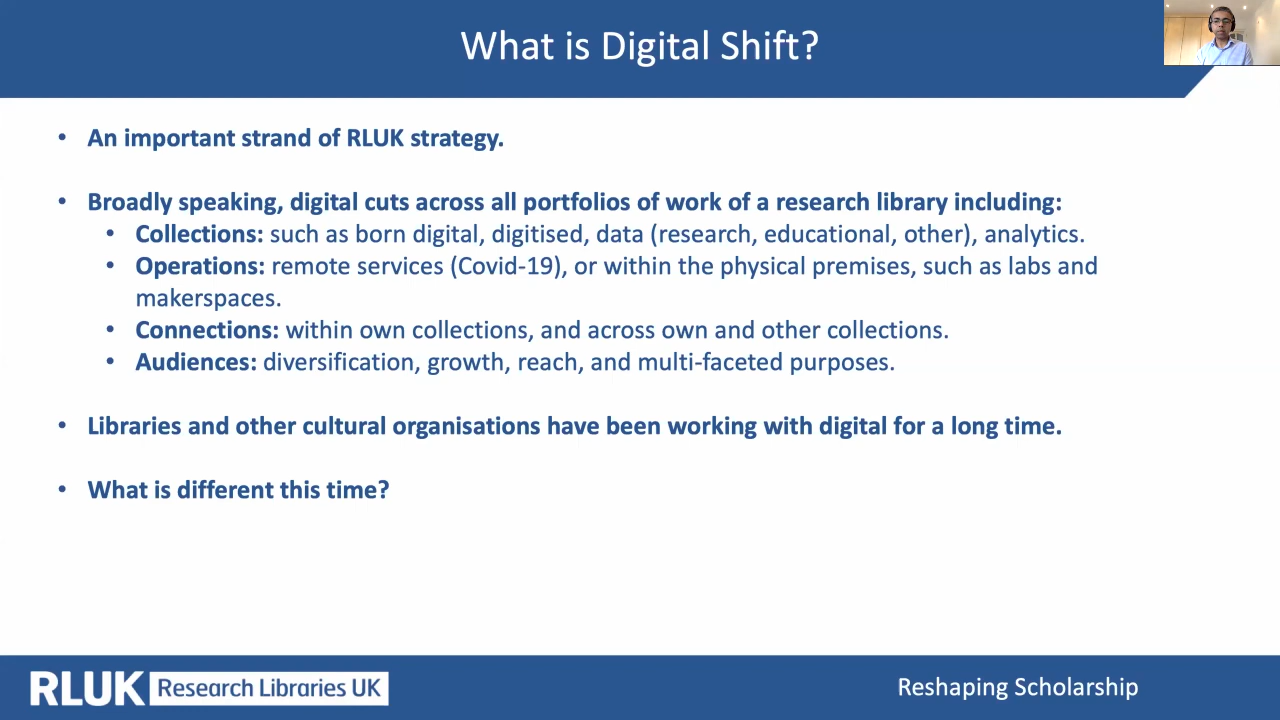 What is Digital Shift?
• An important strand of RLUK strategy.
• Broadly speaking, digital cuts across all portfolios of work of a research library including:
• Collections: such as born digital, digitised, data (research, educational, other), analytics.
• Operations: remote services (Covid-19), or within the physical premises, such as labs and
makerspaces.
• Connections: within own collections, and across own and other collections.
• Audiences: diversification, growth, reach, and multi-faceted purposes.
• Libraries and other cultural organisations have been working with digital for a long time.
• What is different this time?
RLUK Research Libraries UK
Reshaping Scholarship